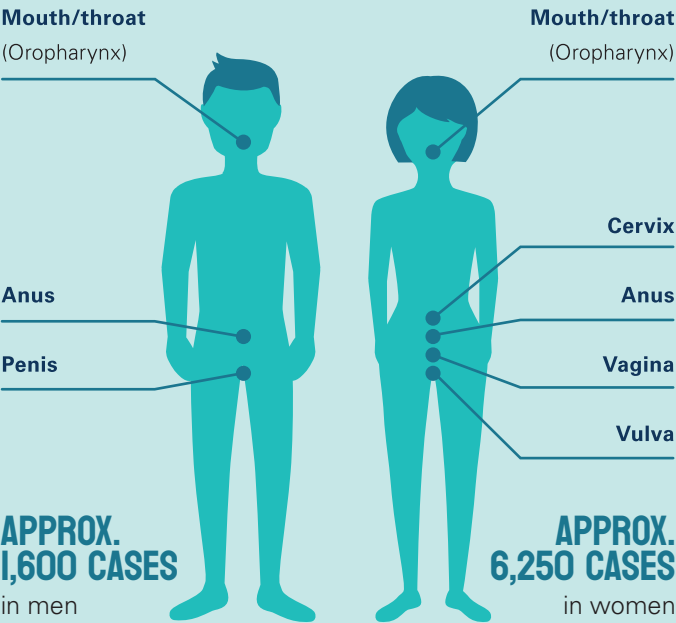 Mouth/throat
(Oropharynx)
Anus
Penis
APPROX.
1,600 CASES
in men
Mouth/throat
(Oropharynx)
Cervix
Anus
Vagina
Vulva
APPROX.
6,250 CASES
in women